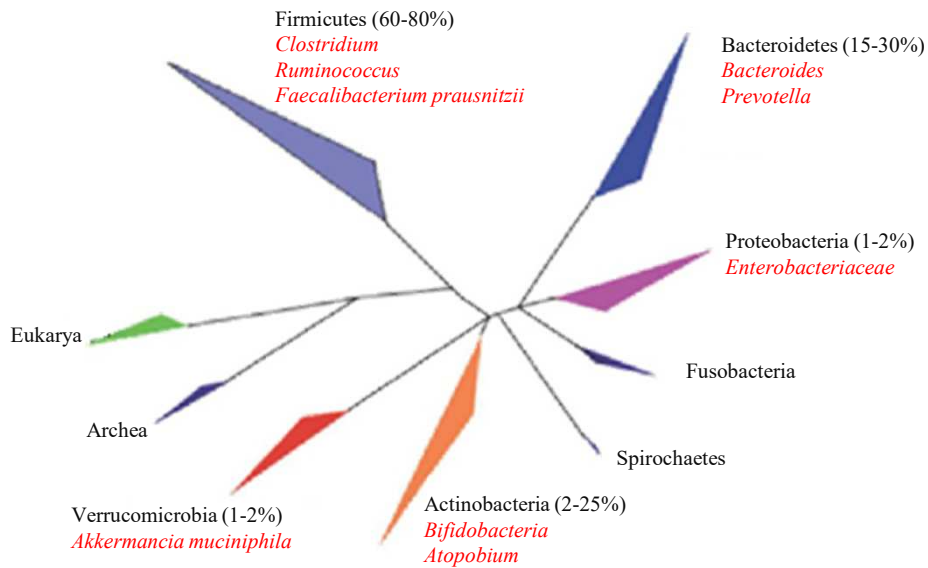 Firmicutes (60-80%)
Clostridium
Ruminococcus
Faecalibacterium prausnitzii
Bacteroidetes (15-30%)
Bacteroides
Prevotella
Proteobacteria (1-2%)
Enterobacteriaceae
Eukarya
Fusobacteria
Archea
Spirochaetes
Verrucomicrobia (1-2%)
Akkermancia muciniphila
Actinobacteria (2-25%)
Bifidobacteria
Atopobium